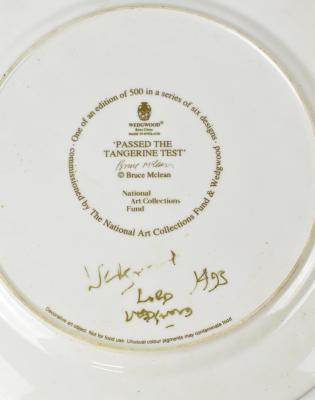 One of an edition of 500 in a series of six designs · commissioned by The National Art Collections Fund & Wedgwood ·
WEDGWOOD®
Bone China
MADE IN ENGLAND
'PASSED THE
TANGERINE TEST'
Bruce McLean
© Bruce Mclean
National
Art Collections
Fund
LORD
WEDGWOOD
Decorative art object. Not for food use. Unusual colour pigments may contaminate food